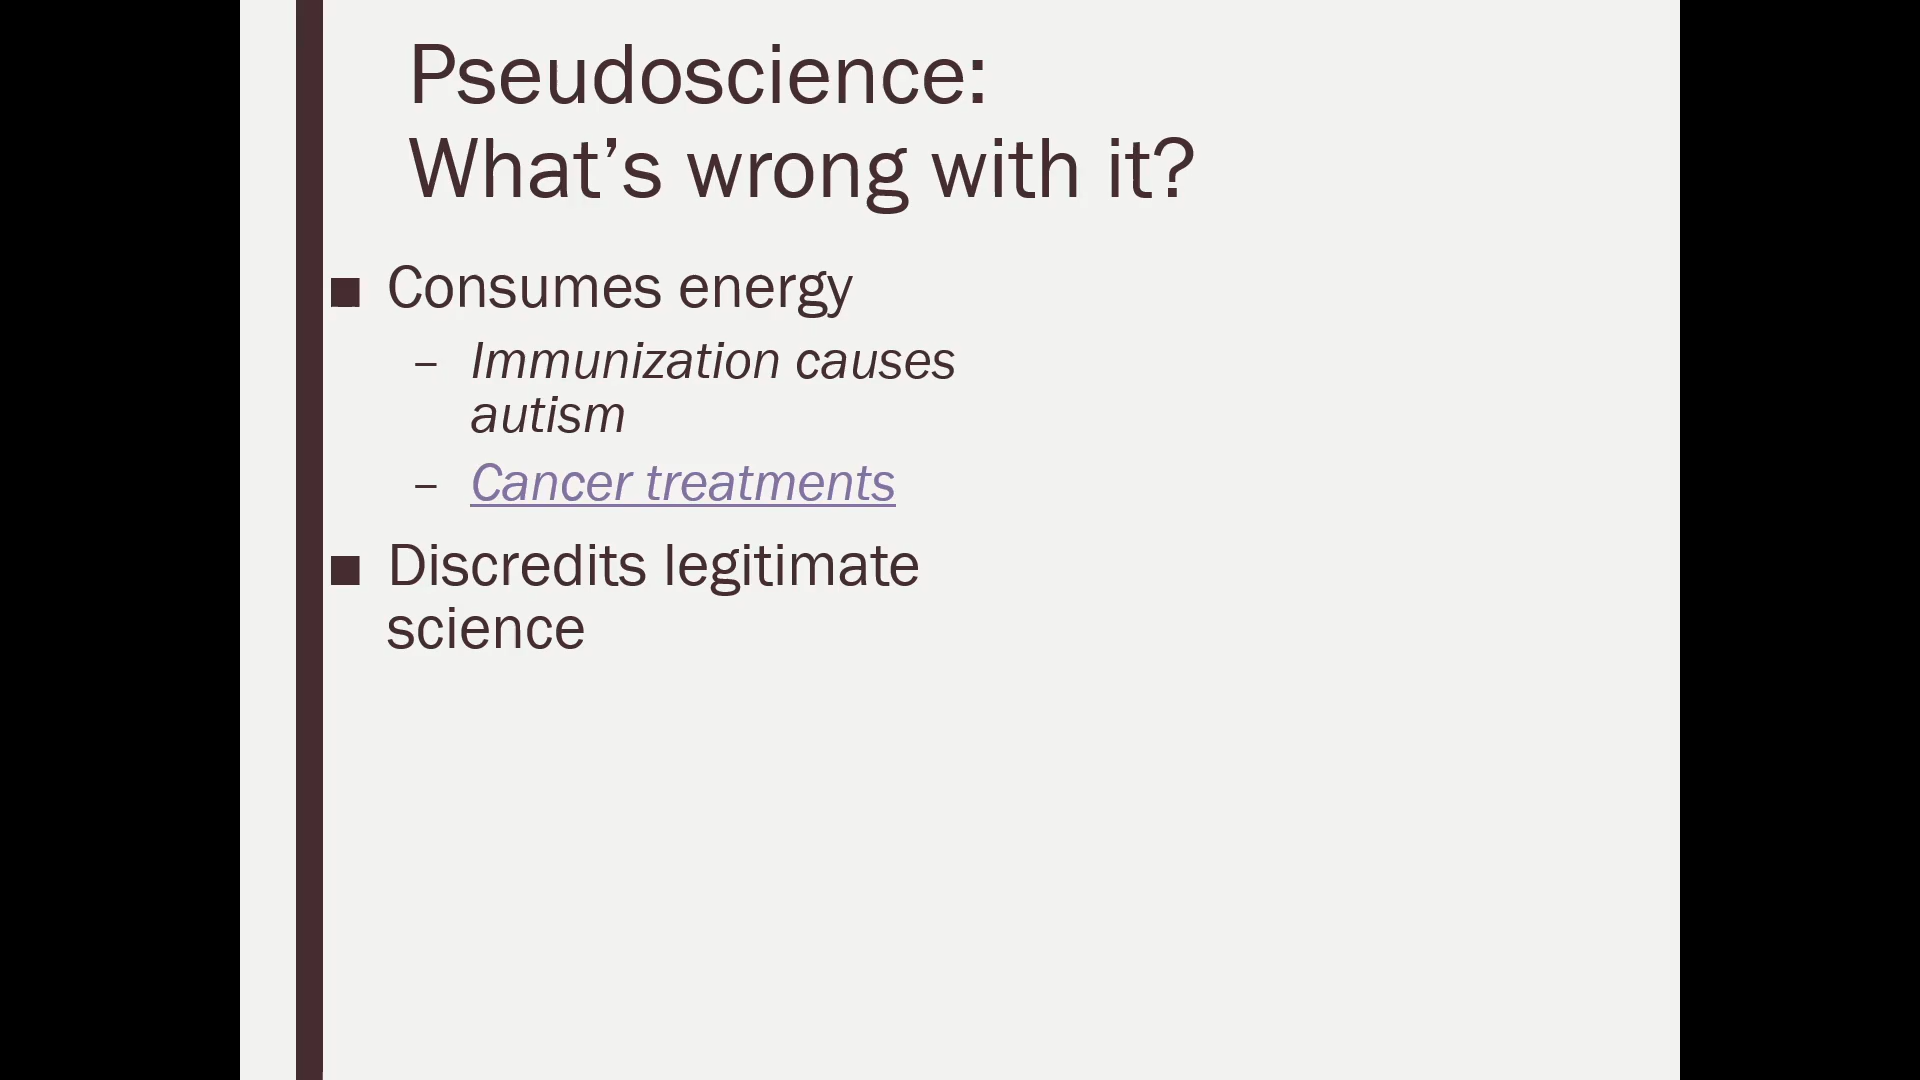 Pseudoscience:
What’s wrong with it?
■ Consumes energy
– Immunization causes
autism
– Cancer treatments
■ Discredits legitimate
science